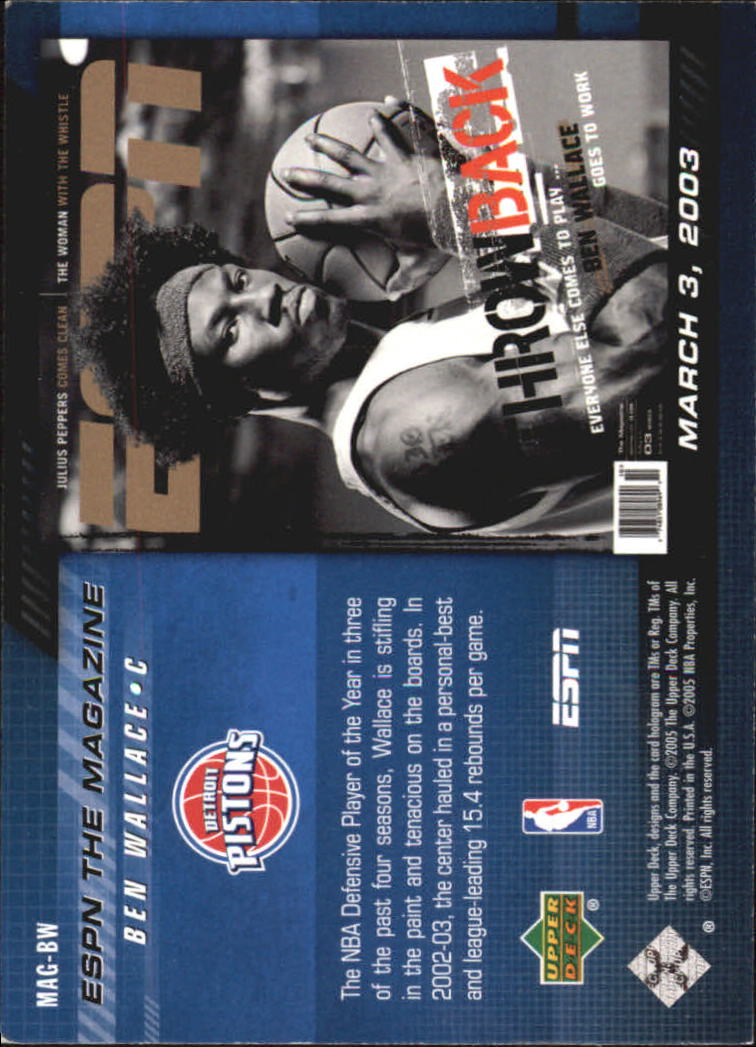 MAG-BW
ESPN THE MAGAZINE
BEN WALLACE • C
DETROIT
PISTONS
The NBA Defensive Player of the Year in three
of the past four seasons, Wallace is stifling
in the paint and tenacious on the boards. In
2002-03, the center hauled in a personal-best
and league-leading 15.4 rebounds per game.
UPPER
DECK
®
NBA
ESPN
Upper Deck, designs and the card hologram are TMs or Reg. TMs of
The Upper Deck Company. ©2005 The Upper Deck Company. All
rights reserved. Printed in the U.S.A. ©2005 NBA Properties, Inc.
©ESPN, Inc. All rights reserved.
®
JULIUS PEPPERS COMES CLEAN | THE WOMAN WITH THE WHISTLE
ESPN
THROWBACK
EVERYONE ELSE COMES TO PLAY ...
BEN WALLACE
GOES TO WORK
The Magazine
03
MARCH 3, 2003